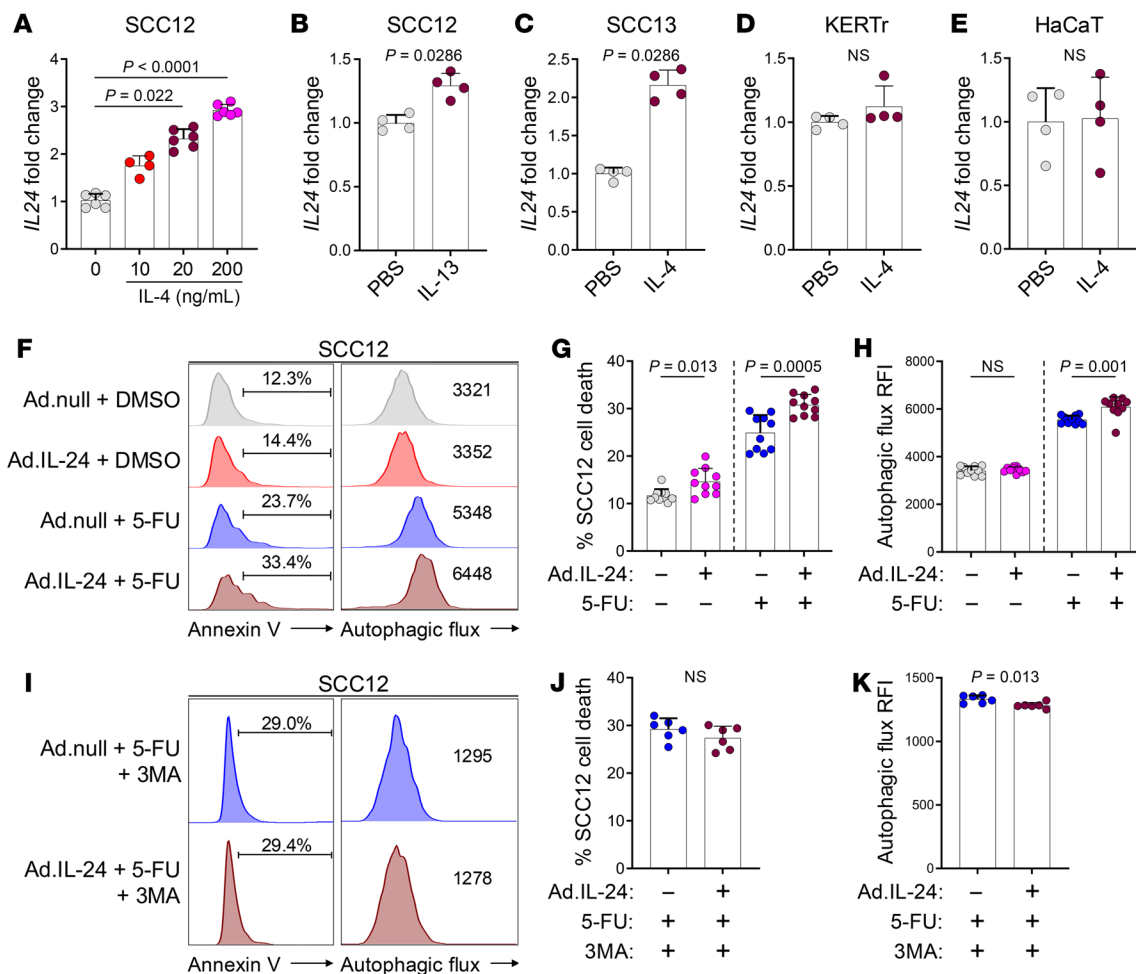 A
SCC12
P < 0.0001
P = 0.022
IL24 fold change
4
3
2
1
0
0 10 20 200
IL-4 (ng/mL)
B
SCC12
P = 0.0286
IL24 fold change
1.5
1.0
0.5
0.0
PBS
IL-13
C
SCC13
P = 0.0286
IL24 fold change
2.5
2.0
1.5
1.0
0.5
0.0
PBS
IL-4
D
KERTr
NS
IL24 fold change
1.5
1.0
0.5
0.0
PBS
IL-4
E
HaCaT
NS
IL24 fold change
1.5
1.0
0.5
0.0
PBS
IL-4
F
SCC12
Ad.null + DMSO
12.3%
3321
Ad.IL-24 + DMSO
14.4%
3352
Ad.null + 5-FU
23.7%
5348
Ad.IL-24 + 5-FU
33.4%
6448
Annexin V
Autophagic flux
G
P = 0.013
P = 0.0005
% SCC12 cell death
40
30
20
10
0
Ad.IL-24: – + – +
5-FU: – – + +
H
NS
P = 0.001
Autophagic flux RFI
8000
6000
4000
2000
0
Ad.IL-24: – + – +
5-FU: – – + +
I
SCC12
Ad.null + 5-FU
+ 3MA
29.0%
1295
Ad.IL-24 + 5-FU
+ 3MA
29.4%
1278
Annexin V
Autophagic flux
J
NS
% SCC12 cell death
40
30
20
10
0
Ad.IL-24: – +
5-FU: + +
3MA: + +
K
P = 0.013
Autophagic flux RFI
1500
1000
500
0
Ad.IL-24: – +
5-FU: + +
3MA: + +